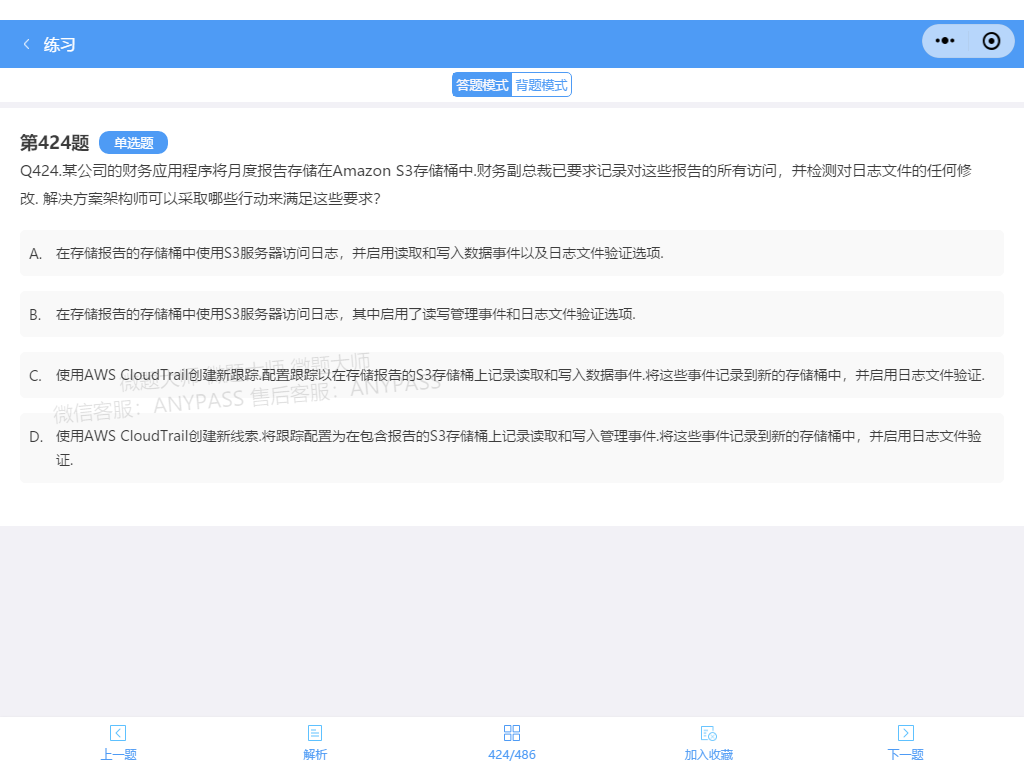 练习
答题模式 背题模式
第424题 单选题
Q424.某公司的财务应用程序将月度报告存储在Amazon S3存储桶中.财务副总裁已要求记录对这些报告的所有访问，并检测对日志文件的任何修
改. 解决方案架构师可以采取哪些行动来满足这些要求?
A. 在存储报告的存储桶中使用S3服务器访问日志，并启用读取和写入数据事件以及日志文件验证选项.
B. 在存储报告的存储桶中使用S3服务器访问日志，其中启用了读写管理事件和日志文件验证选项.
C. 使用AWS CloudTrail创建新跟踪.配置跟踪以在存储报告的S3存储桶上记录读取和写入数据事件.将这些事件记录到新的存储桶中，并启用日志文件验证.
微题大师 微题大师 微题大师
微信客服：ANYPASS 售后客服：ANYPASS
D. 使用AWS CloudTrail创建新线索.将跟踪配置为在包含报告的S3存储桶上记录读取和写入管理事件.将这些事件记录到新的存储桶中，并启用日志文件验
证.
上一题 解析 424/486 加入收藏 下一题